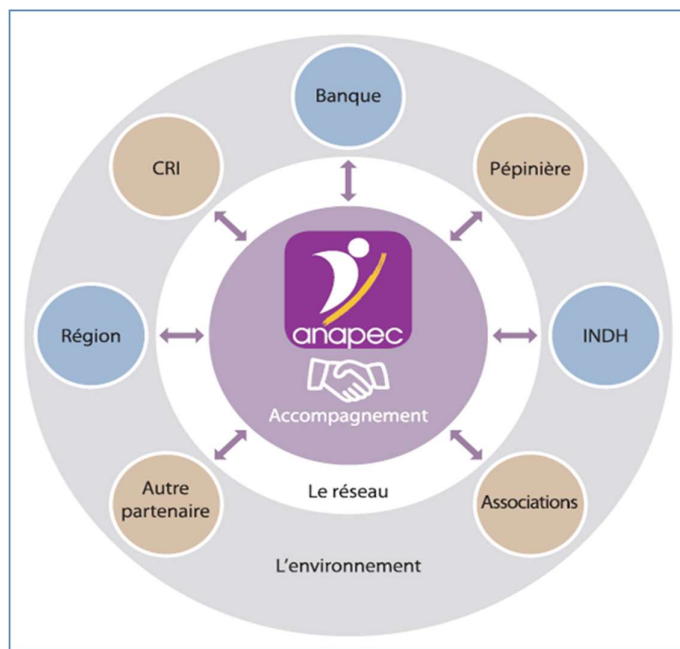 Banque
CRI
Pépinière
anapec
Région
INDH
Accompagnement
Autre
partenaire
Le réseau
Associations
L'environnement